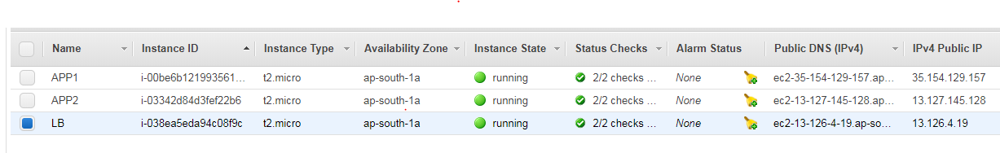 Name Instance ID Instance Type Availability Zone Instance State Status Checks Alarm Status Public DNS (IPv4) IPv4 Public IP
APP1 i-00be6b121993561... t2.micro ap-south-1a running 2/2 checks ... None ec2-35-154-129-157.ap... 35.154.129.157
APP2 i-03342d84d3fef22b6 t2.micro ap-south-1a running 2/2 checks ... None ec2-13-127-145-128.ap... 13.127.145.128
LB i-038ea5eda94c08f9c t2.micro ap-south-1a running 2/2 checks ... None ec2-13-126-4-19.ap-so... 13.126.4.19